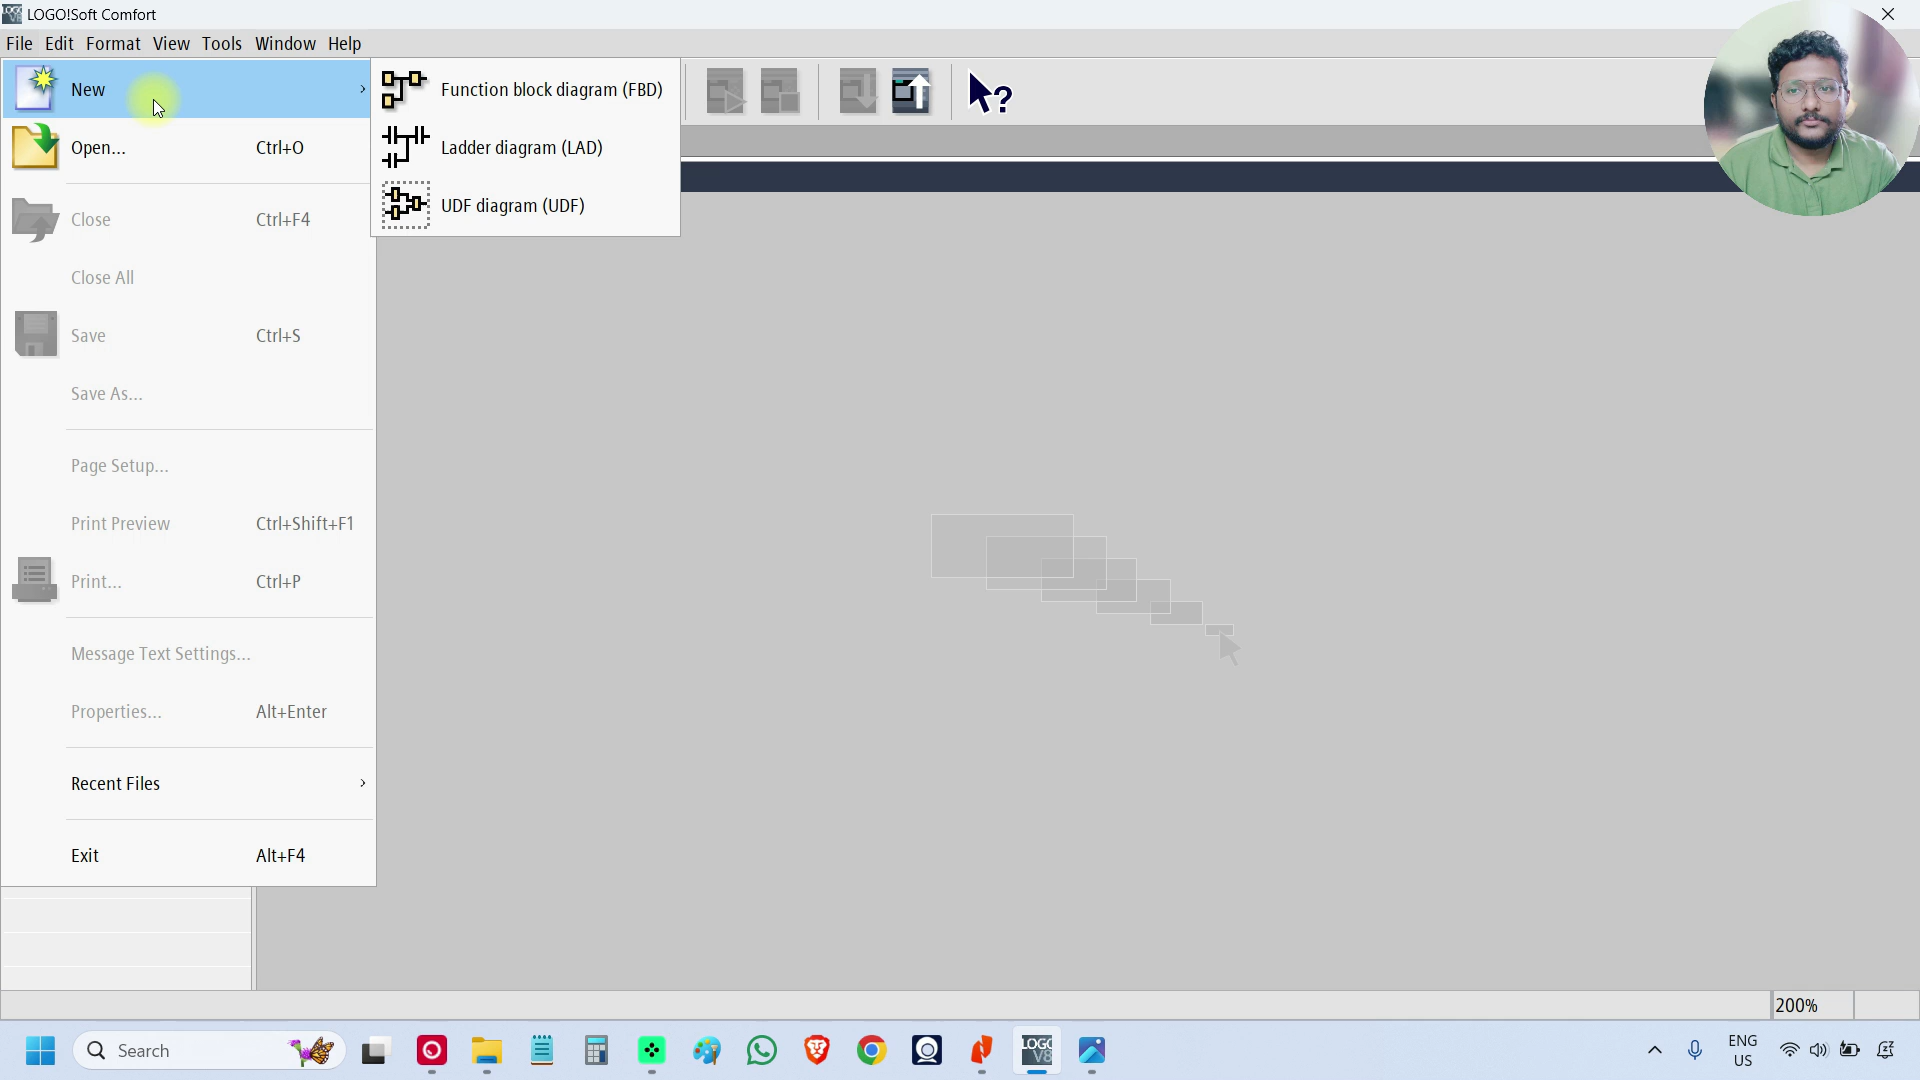 LOGO!Soft Comfort
File Edit Format View Tools Window Help
New
Function block diagram (FBD)
Open... Ctrl+O
Ladder diagram (LAD)
UDF diagram (UDF)
Close Ctrl+F4
Close All
Save Ctrl+S
Save As...
Page Setup...
Print Preview Ctrl+Shift+F1
Print... Ctrl+P
Message Text Settings...
Properties... Alt+Enter
Recent Files
Exit Alt+F4
200%
Search
LOGO
V8
ENG
US